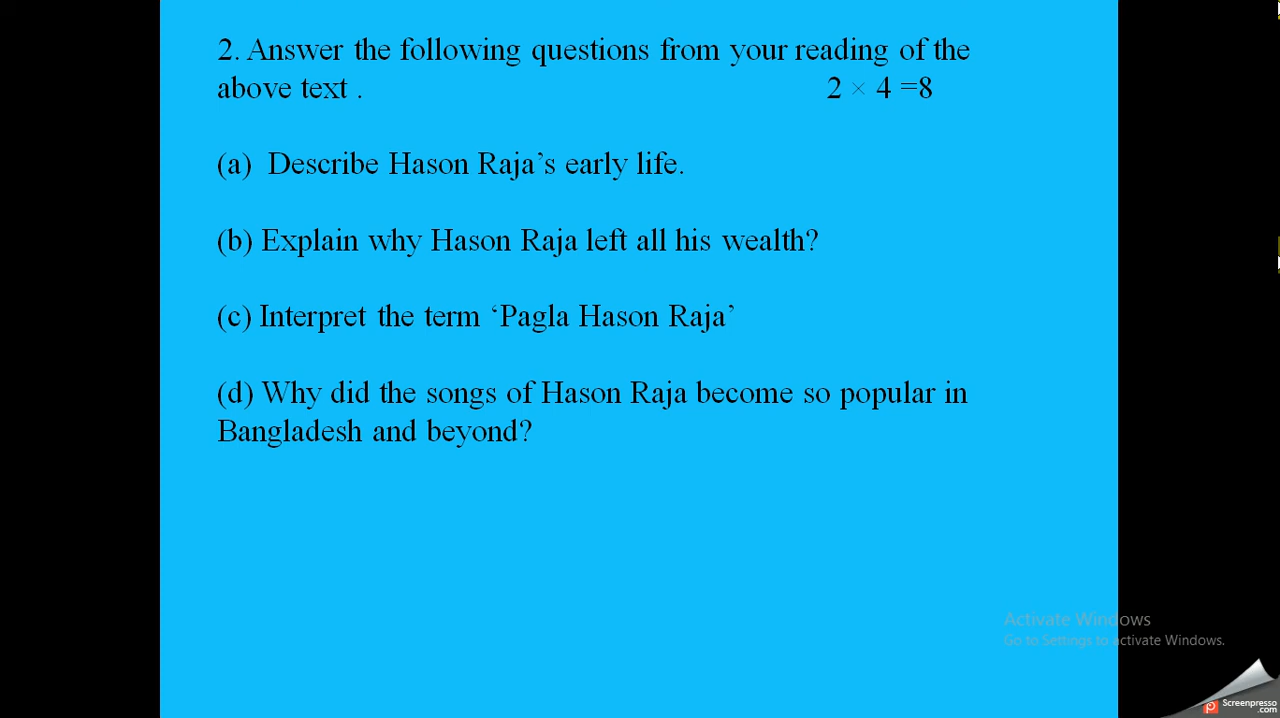 2. Answer the following questions from your reading of the
above text . 2 × 4 =8
(a) Describe Hason Raja’s early life.
(b) Explain why Hason Raja left all his wealth?
(c) Interpret the term ‘Pagla Hason Raja’
(d) Why did the songs of Hason Raja become so popular in
Bangladesh and beyond?
Activate Windows
Go to Settings to activate Windows.
Screenpresso
.com